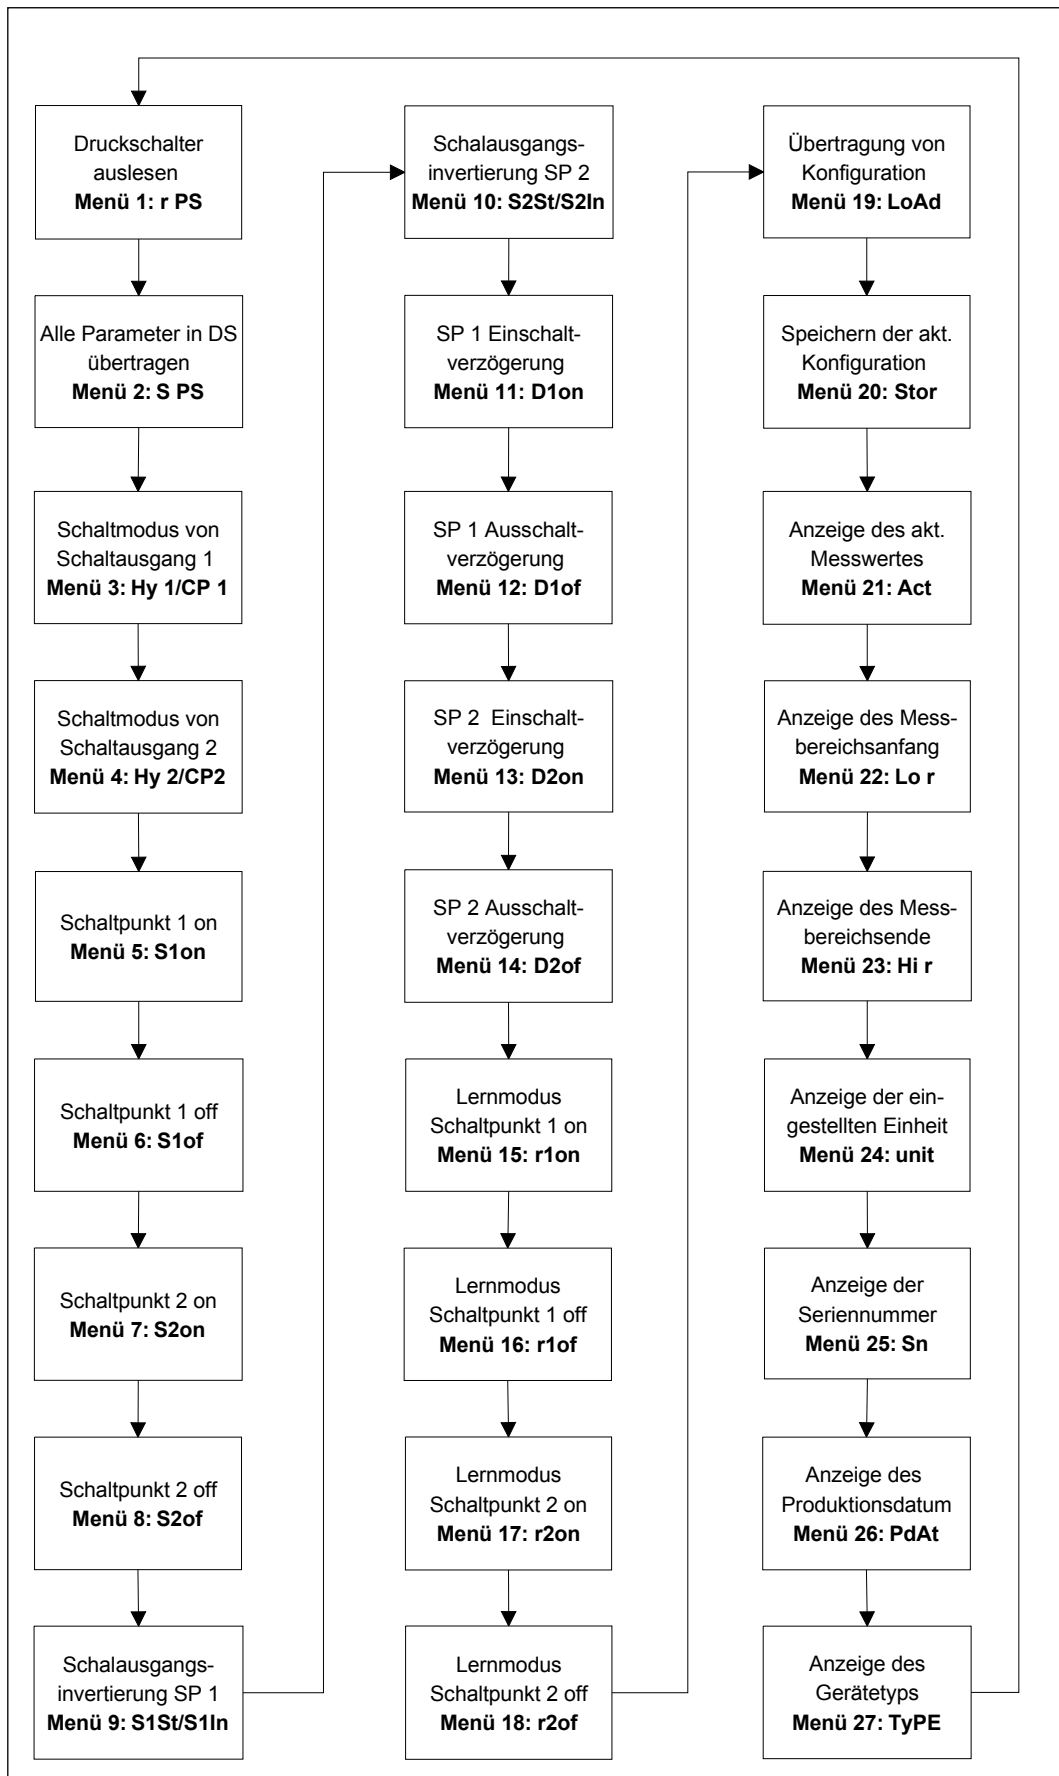 Druckschalter
auslesen
Menü 1: r PS
Alle Parameter in DS
übertragen
Menü 2: S PS
Schaltmodus von
Schaltausgang 1
Menü 3: Hy 1/CP 1
Schaltmodus von
Schaltausgang 2
Menü 4: Hy 2/CP2
Schaltpunkt 1 on
Menü 5: S1on
Schaltpunkt 1 off
Menü 6: S1of
Schaltpunkt 2 on
Menü 7: S2on
Schaltpunkt 2 off
Menü 8: S2of
Schalausgangs-
invertierung SP 1
Menü 9: S1St/S1In
Schalausgangs-
invertierung SP 2
Menü 10: S2St/S2In
SP 1 Einschalt-
verzögerung
Menü 11: D1on
SP 1 Ausschalt-
verzögerung
Menü 12: D1of
SP 2  Einschalt-
verzögerung
Menü 13: D2on
SP 2 Ausschalt-
verzögerung
Menü 14: D2of
Lernmodus
Schaltpunkt 1 on
Menü 15: r1on
Lernmodus
Schaltpunkt 1 off
Menü 16: r1of
Lernmodus
Schaltpunkt 2 on
Menü 17: r2on
Lernmodus
Schaltpunkt 2 off
Menü 18: r2of
Übertragung von
Konfiguration
Menü 19: LoAd
Speichern der akt.
Konfiguration
Menü 20: Stor
Anzeige des akt.
Messwertes
Menü 21: Act
Anzeige des Mess-
bereichsanfang
Menü 22: Lo r
Anzeige des Mess-
bereichsende
Menü 23: Hi r
Anzeige der ein-
gestellten Einheit
Menü 24: unit
Anzeige der
Seriennummer
Menü 25: Sn
Anzeige des
Produktionsdatum
Menü 26: PdAt
Anzeige des
Gerätetyps
Menü 27: TyPE